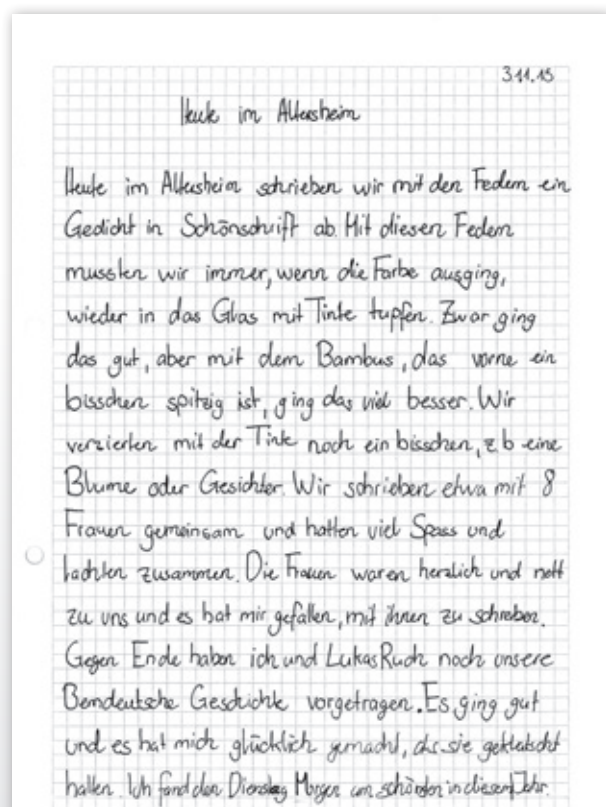 3.11.15
Heute im Altersheim
Heute im Altersheim schrieben wir mit den Federn ein
Gedicht in Schönschrift ab. Mit diesen Federn
mussten wir immer, wenn die Farbe ausging,
wieder in das Glas mit Tinte tupfen. Zwar ging
das gut, aber mit dem Bambus, das vorne ein
bisschen spitzig ist, ging das viel besser. Wir
verzierten mit der Tinte noch ein bisschen, z b eine
Blume oder Gesichter. Wir schrieben etwa mit 8
Frauen gemeinsam und hatten viel Spass und
lachten zusammen. Die Frauen waren herzlich und nett
zu uns und es hat mir gefallen, mit ihnen zu schreiben.
Gegen Ende haben ich und Lukas Ruch noch unsere
Berndeutsche Geschichte vorgetragen. Es ging gut
und es hat mich glücklich gemacht, als sie geklatscht
hatten. Ich fand den Dienstag Morgen am schönsten in diesem Jahr.